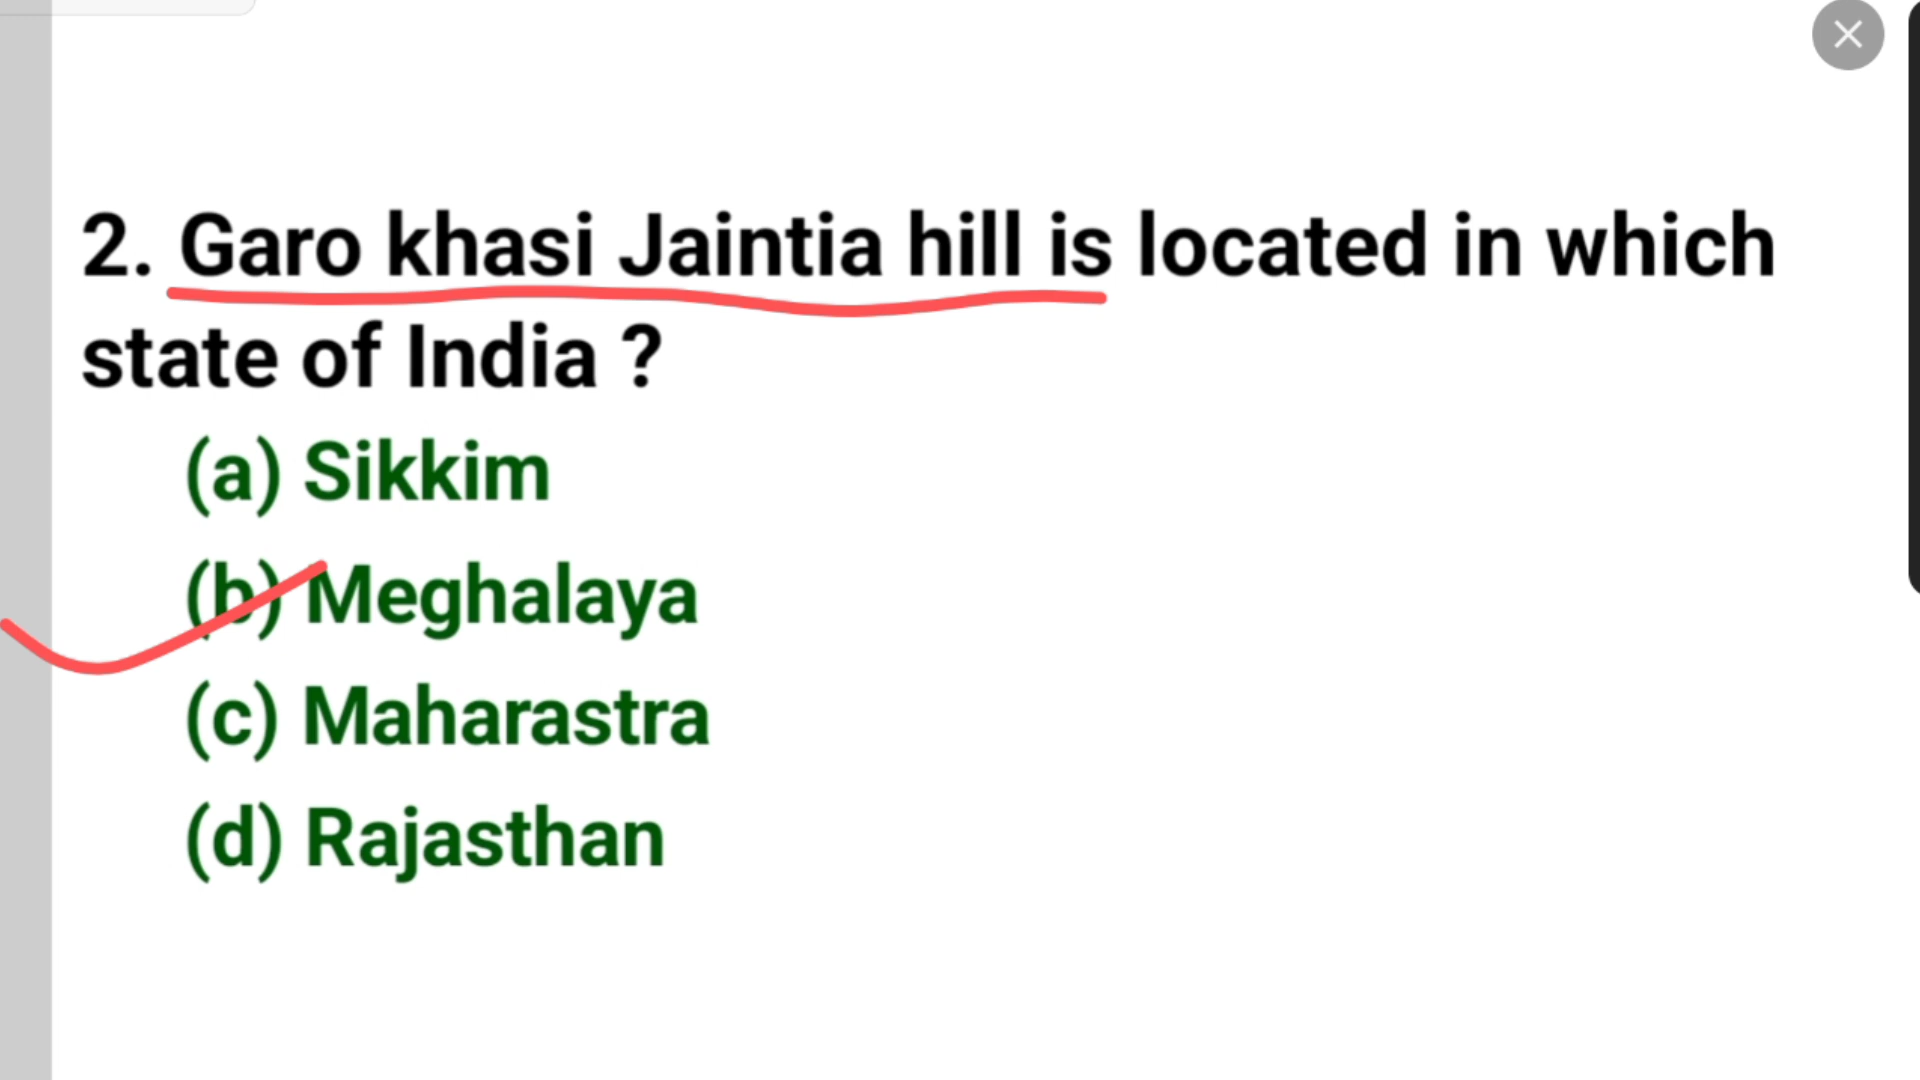 2. Garo khasi Jaintia hill is located in which
state of India ?
(a) Sikkim
(b) Meghalaya
(c) Maharastra
(d) Rajasthan